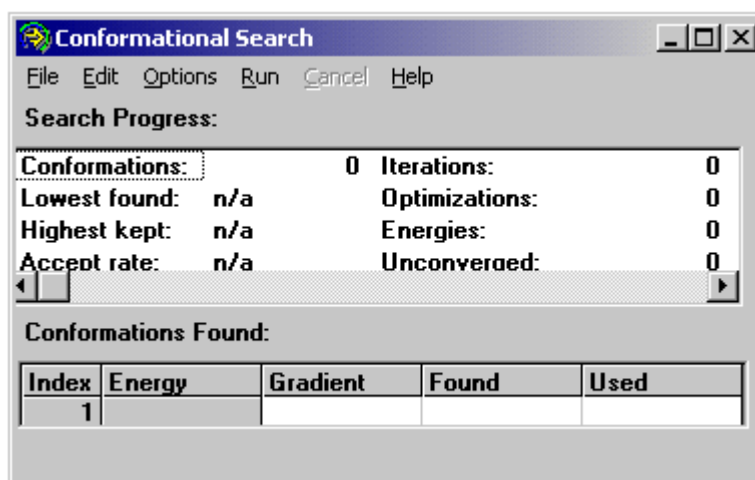 Conformational Search
File Edit Options Run Cancel Help
Search Progress:
Conformations: 0 Iterations: 0
Lowest found: n/a Optimizations: 0
Highest kept: n/a Energies: 0
Accept rate: n/a Unconverged: 0
Conformations Found:
Index Energy Gradient Found Used
1